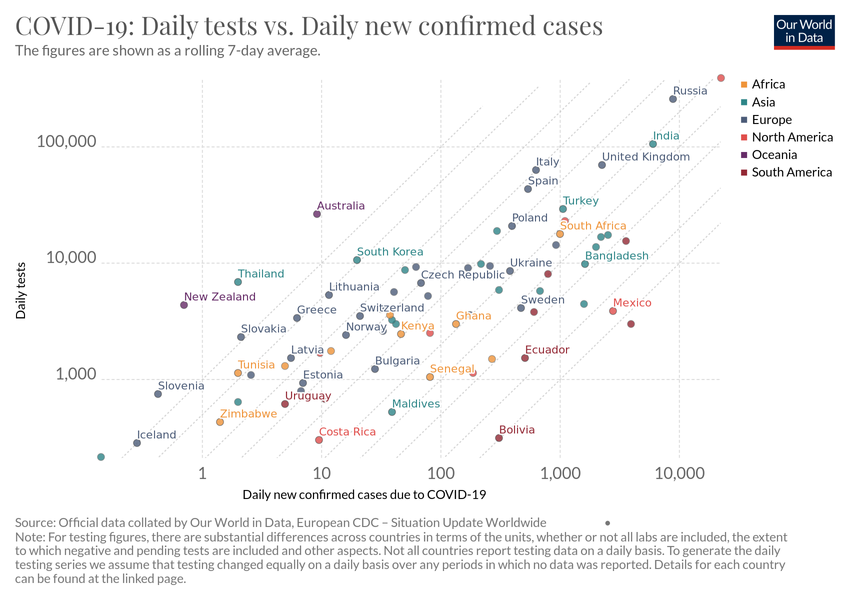 COVID-19: Daily tests vs. Daily new confirmed cases
The figures are shown as a rolling 7-day average.
Our World
in Data
Africa
Asia
Europe
North America
Oceania
South America
Daily tests
100,000
10,000
1,000
Russia
India
United Kingdom
Italy
Spain
Turkey
Australia
Poland
South Africa
South Korea
Bangladesh
Ukraine
Thailand
Czech Republic
Lithuania
New Zealand
Sweden
Mexico
Greece
Switzerland
Ghana
Slovakia
Norway
Kenya
Latvia
Ecuador
Tunisia
Bulgaria
Senegal
Estonia
Slovenia
Uruguay
Maldives
Zimbabwe
Iceland
Costa Rica
Bolivia
1
10
100
1,000
10,000
Daily new confirmed cases due to COVID-19
Source: Official data collated by Our World in Data, European CDC – Situation Update Worldwide
Note: For testing figures, there are substantial differences across countries in terms of the units, whether or not all labs are included, the extent
to which negative and pending tests are included and other aspects. Not all countries report testing data on a daily basis. To generate the daily
testing series we assume that testing changed equally on a daily basis over any periods in which no data was reported. Details for each country
can be found at the linked page.